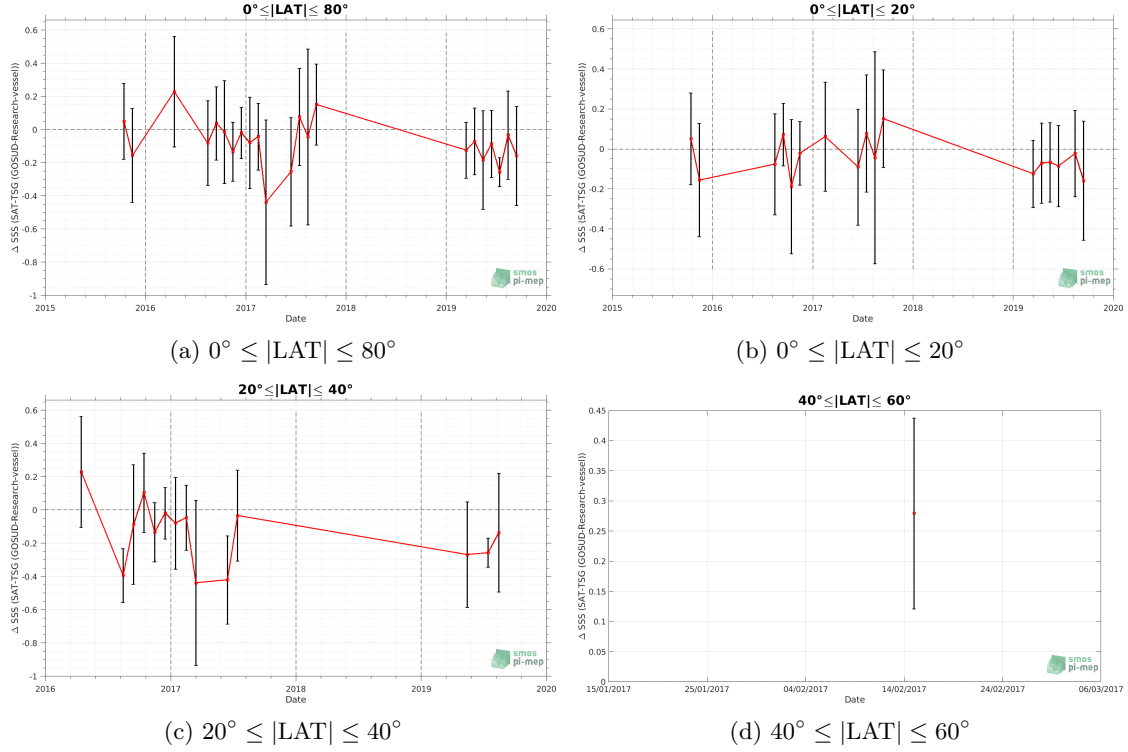 0°≤|LAT|≤ 80°
Δ SSS (SAT-TSG (GOSUD-Research-vessel))
0.6
0.4
0.2
0
-0.2
-0.4
-0.6
-0.8
-1
2015 2016 2017 2018 2019 2020
Date
smos
pi-mep
(a) 0° ≤ |LAT| ≤ 80°
0°≤|LAT|≤ 20°
Δ SSS (SAT-TSG (GOSUD-Research-vessel))
0.6
0.4
0.2
0
-0.2
-0.4
-0.6
2015 2016 2017 2018 2019 2020
Date
smos
pi-mep
(b) 0° ≤ |LAT| ≤ 20°
20°≤|LAT|≤ 40°
Δ SSS (SAT-TSG (GOSUD-Research-vessel))
0.6
0.4
0.2
0
-0.2
-0.4
-0.6
-0.8
-1
2016 2017 2018 2019 2020
Date
smos
pi-mep
(c) 20° ≤ |LAT| ≤ 40°
40°≤|LAT|≤ 60°
Δ SSS (SAT-TSG (GOSUD-Research-vessel))
0.45
0.4
0.35
0.3
0.25
0.2
0.15
0.1
0.05
0
15/01/2017 25/01/2017 04/02/2017 14/02/2017 24/02/2017 06/03/2017
Date
smos
pi-mep
(d) 40° ≤ |LAT| ≤ 60°